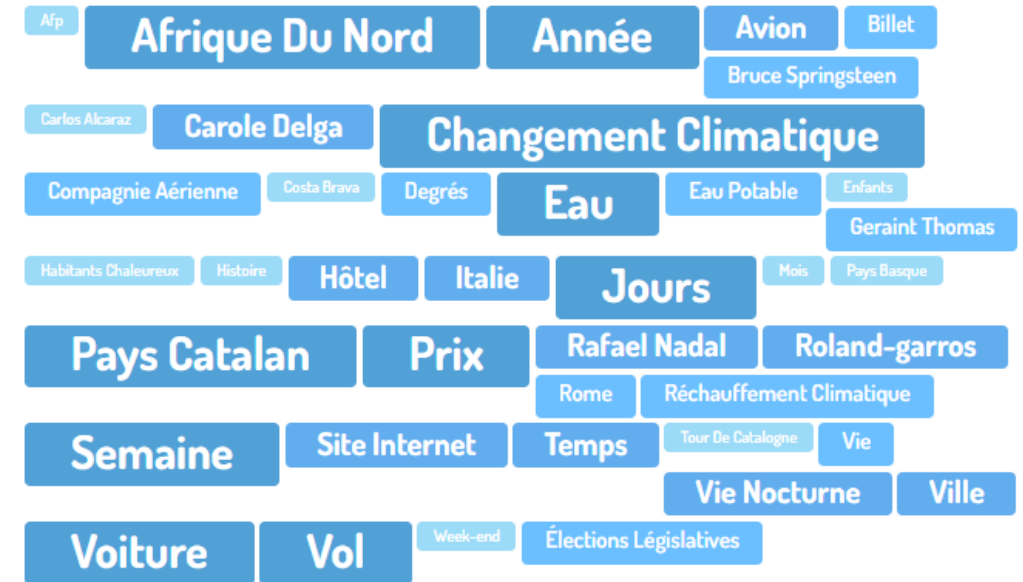 Afp Afrique Du Nord Année Avion Billet
Bruce Springsteen
Carlos Alcaraz Carole Delga Changement Climatique
Compagnie Aérienne Costa Brava Degrés Eau Eau Potable Enfants
Geraint Thomas
Habitants Chaleureux Histoire Hôtel Italie Jours Mois Pays Basque
Pays Catalan Prix Rafael Nadal Roland-garros
Rome Réchauffement Climatique
Semaine Site Internet Temps Tour De Catalogne Vie
Vie Nocturne Ville
Voiture Vol Week-end Élections Législatives